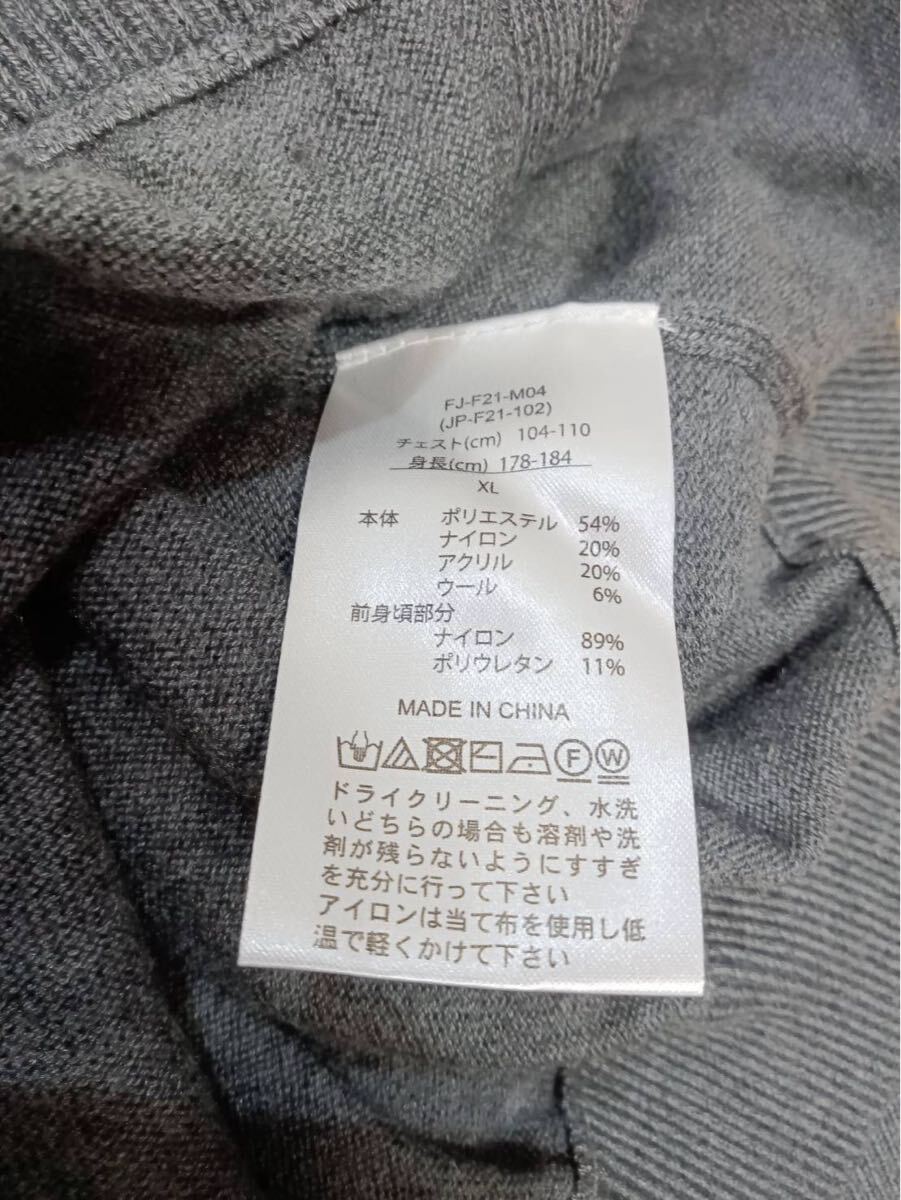 FJ-F21-M04
(JP-F21-102)
チェスト(cm) 104-110
身長(cm) 178-184
XL
本体 ポリエステル 54%
ナイロン 20%
アクリル 20%
ウール 6%
前身頃部分
ナイロン 89%
ポリウレタン 11%
MADE IN CHINA
F W
ドライクリーニング、水洗
いどちらの場合も溶剤や洗
剤が残らないようにすすぎ
を充分に行って下さい
アイロンは当て布を使用し低
温で軽くかけて下さい